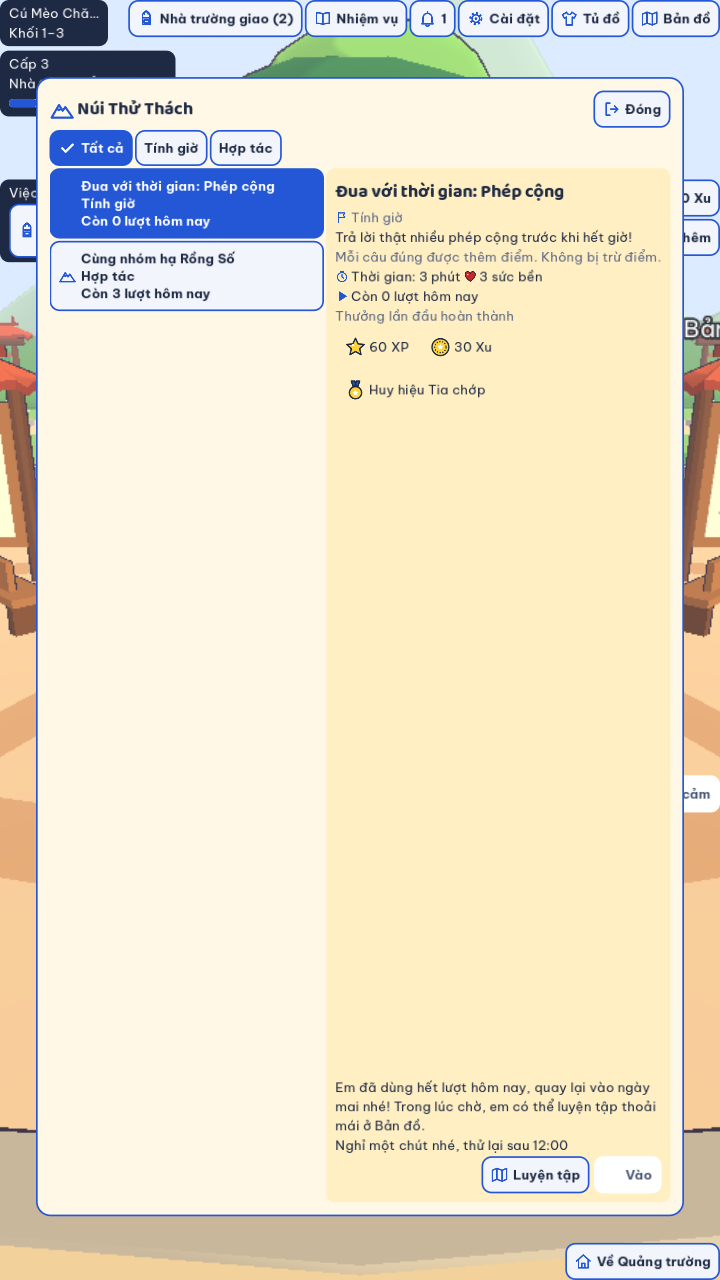 Cú Mèo Chă...
Khối 1-3
Nhà trường giao (2)
Nhiệm vụ
1
Cài đặt
Tủ đồ
Bản đồ
Cấp 3
Nhà
Núi Thử Thách
Đóng
Tất cả
Tính giờ
Hợp tác
Việc
Xu
Đua với thời gian: Phép cộng
Tính giờ
Còn 0 lượt hôm nay
Cùng nhóm hạ Rồng Số
Hợp tác
Còn 3 lượt hôm nay
Đua với thời gian: Phép cộng
Tính giờ
Trả lời thật nhiều phép cộng trước khi hết giờ!
Mỗi câu đúng được thêm điểm. Không bị trừ điểm.
Thời gian: 3 phút 3 sức bền
Còn 0 lượt hôm nay
Thưởng lần đầu hoàn thành
60 XP
30 Xu
Huy hiệu Tia chớp
cảm
Em đã dùng hết lượt hôm nay, quay lại vào ngày
mai nhé! Trong lúc chờ, em có thể luyện tập thoải
mái ở Bản đồ.
Nghỉ một chút nhé, thử lại sau 12:00
Luyện tập
Vào
Về Quảng trường